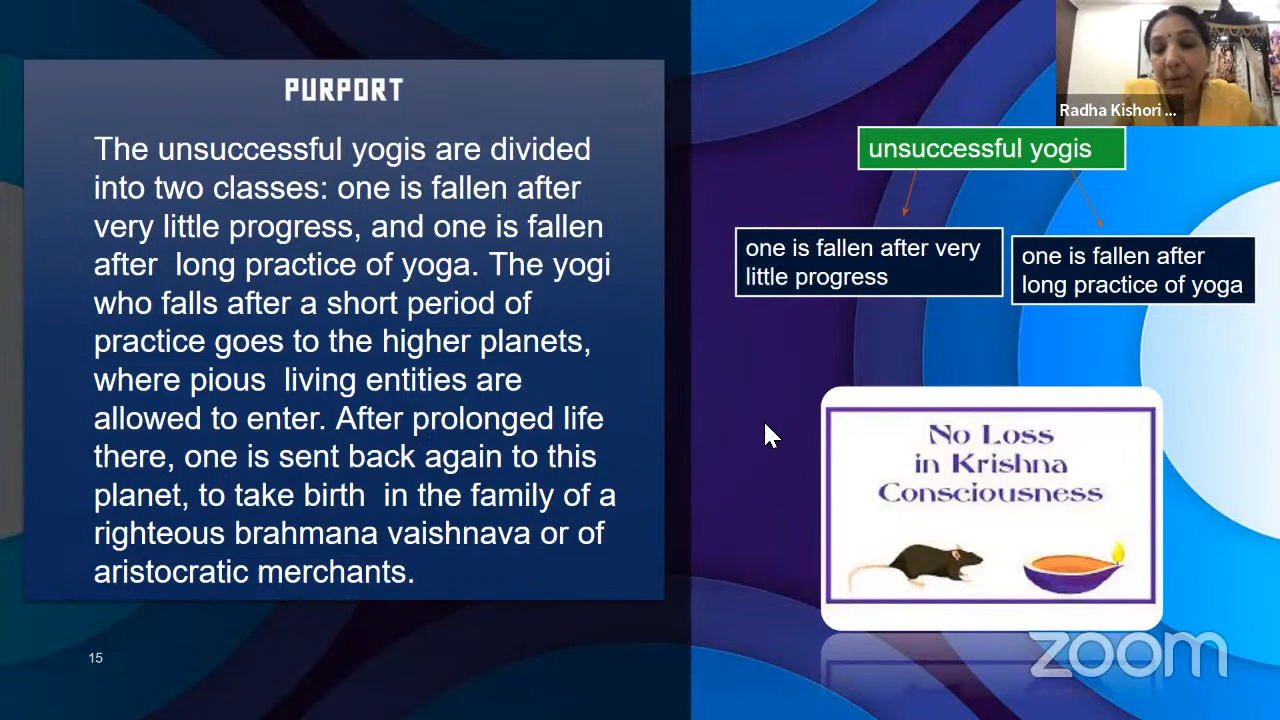 PURPORT
The unsuccessful yogis are divided
into two classes: one is fallen after
very little progress, and one is fallen
after  long practice of yoga. The yogi
who falls after a short period of
practice goes to the higher planets,
where pious  living entities are
allowed to enter. After prolonged life
there, one is sent back again to this
planet, to take birth  in the family of a
righteous brahmana vaishnava or of
aristocratic merchants.
15
Radha Kishori ...
unsuccessful yogis
one is fallen after very
little progress
one is fallen after
long practice of yoga
No Loss
in Krishna
Consciousness
zoom